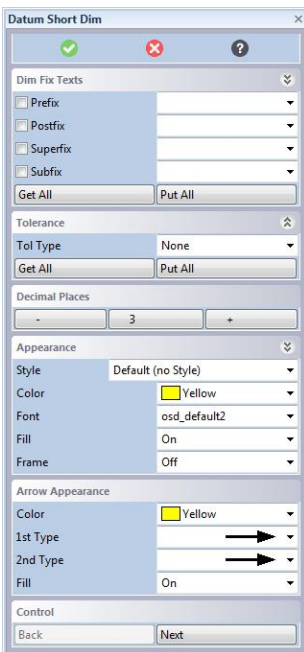 Datum Short Dim
Dim Fix Texts
Prefix
Postfix
Superfix
Subfix
Get All Put All
Tolerance
Tol Type None
Get All Put All
Decimal Places
- 3 +
Appearance
Style Default (no Style)
Color Yellow
Font osd_default2
Fill On
Frame Off
Arrow Appearance
Color Yellow
1st Type
2nd Type
Fill On
Control
Back Next